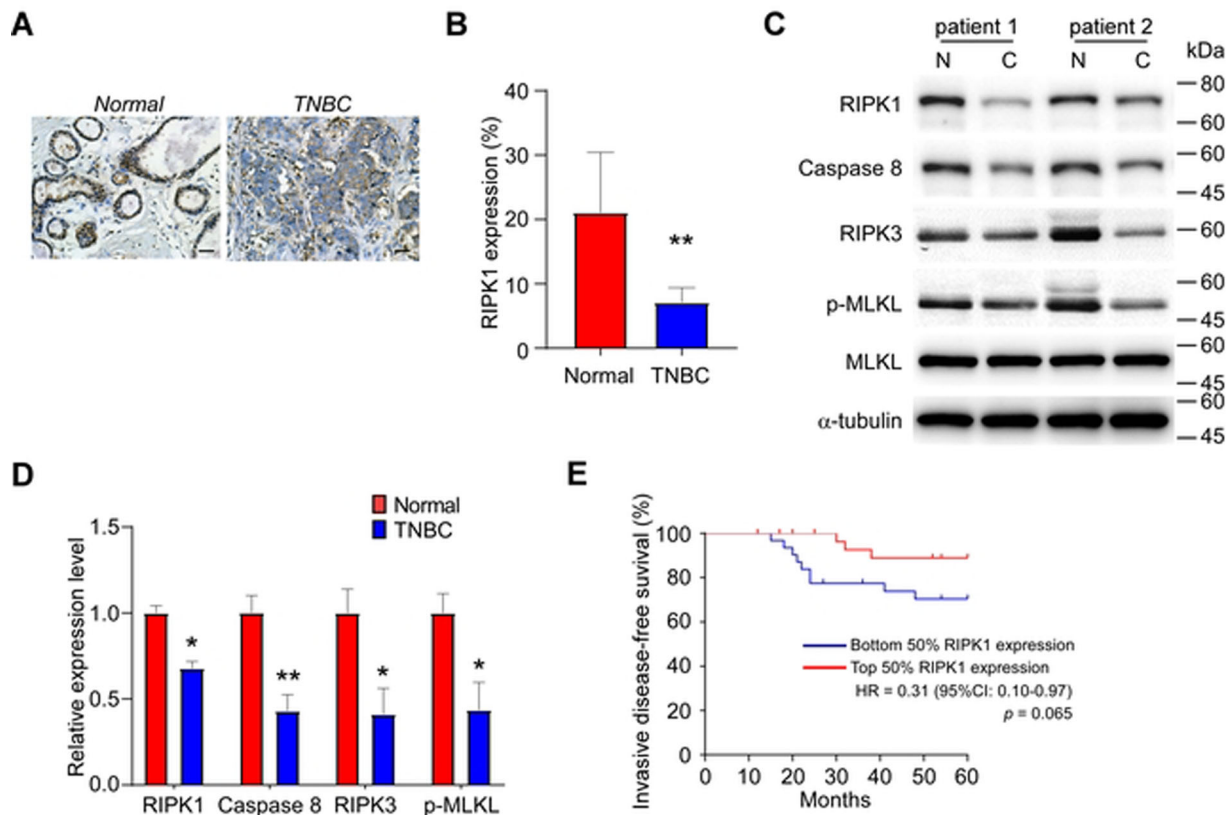 A
Normal
TNBC
B
RIPK1 expression (%)
40
30
20
10
0
Normal TNBC
**
C
patient 1 patient 2
N C N C kDa
RIPK1
80
60
Caspase 8
60
45
RIPK3
60
p-MLKL
60
45
MLKL
60
45
α-tubulin
60
45
D
Normal
TNBC
Relative expression level
1.5
1.0
0.5
0.0
* ** * *
RIPK1 Caspase 8 RIPK3 p-MLKL
E
Invasive disease-free suvival (%)
100
80
60
40
20
0
Bottom 50% RIPK1 expression
Top 50% RIPK1 expression
HR = 0.31 (95%CI: 0.10-0.97)
p = 0.065
0 10 20 30 40 50 60
Months